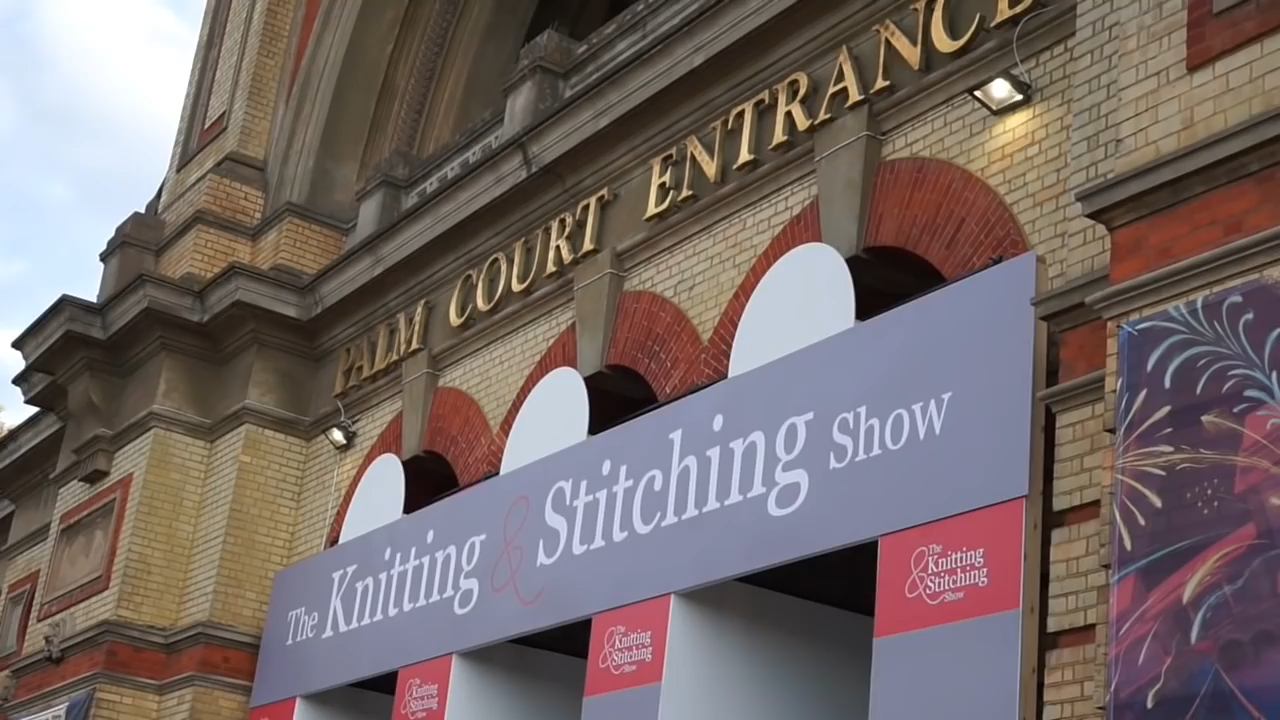 PALM COURT ENTRANCE
The Knitting & Stitching Show
The
Knitting
& Stitching
Show
The
Knitting
& Stitching
Show
The
Knitting
& Stitching
Show